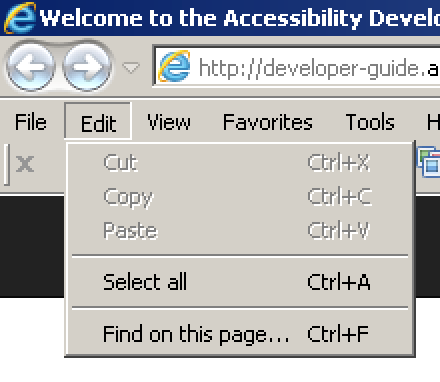 Welcome to the Accessibility Develo
http://developer-guide.a
File Edit View Favorites Tools H
x
Cut Ctrl+X
Copy Ctrl+C
Paste Ctrl+V
Select all Ctrl+A
Find on this page... Ctrl+F